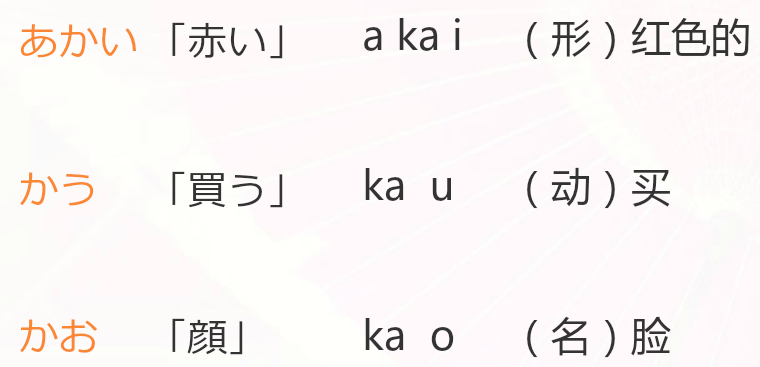 あかい「赤い」 a ka i （形）红色的
かう 「買う」 ka u （动）买
かお 「顔」 ka o （名）脸